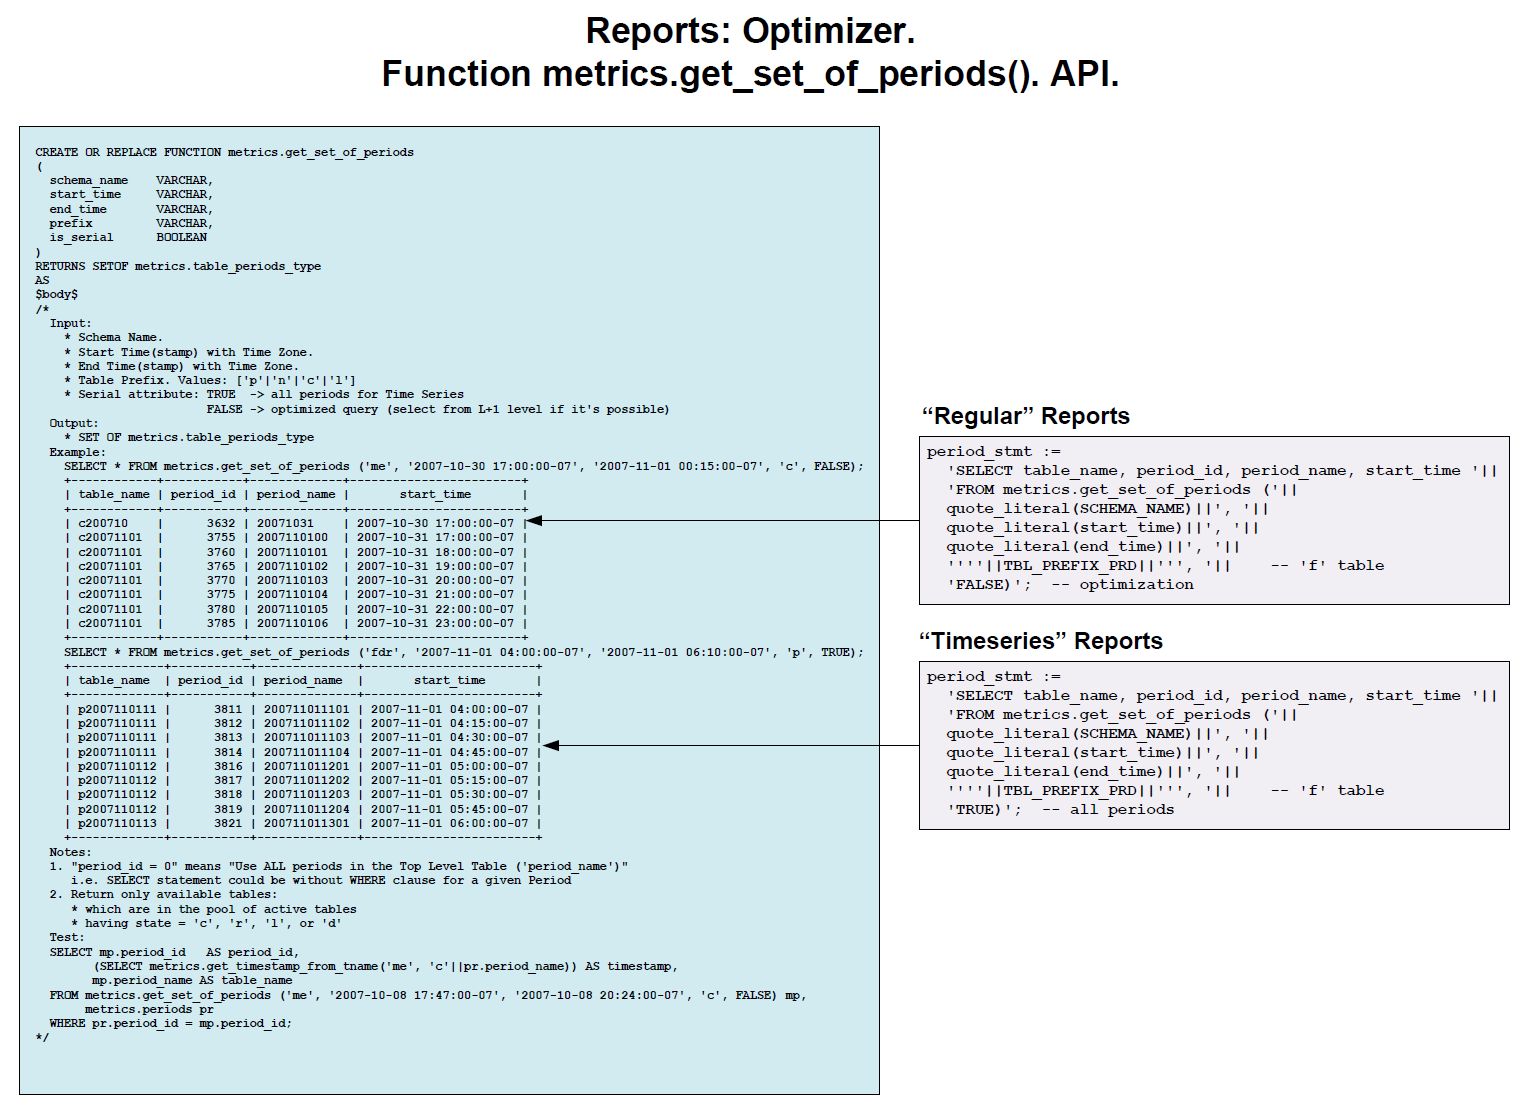 Reports: Optimizer.
Function metrics.get_set_of_periods(). API.
CREATE OR REPLACE FUNCTION metrics.get_set_of_periods
(
  schema_name    VARCHAR,
  start_time     VARCHAR,
  end_time       VARCHAR,
  prefix         VARCHAR,
  is_serial      BOOLEAN
)
RETURNS SETOF metrics.table_periods_type
AS
$body$
/*
  Input:
    * Schema Name.
    * Start Time(stamp) with Time Zone.
    * End Time(stamp) with Time Zone.
    * Table Prefix. Values: ['p'|'n'|'c'|'l']
    * Serial attribute: TRUE  -> all periods for Time Series
                        FALSE -> optimized query (select from L+1 level if it's possible)
  Output:
    * SET OF metrics.table_periods_type
  Example:
    SELECT * FROM metrics.get_set_of_periods ('me', '2007-10-30 17:00:00-07', '2007-11-01 00:15:00-07', 'c', FALSE);
    +------------+-----------+-------------+------------------------+
    | table_name | period_id | period_name |       start_time       |
    +------------+-----------+-------------+------------------------+
    | c200710    |      3632 | 20071031    | 2007-10-30 17:00:00-07 |
    | c20071101  |      3755 | 2007110100  | 2007-10-31 17:00:00-07 |
    | c20071101  |      3760 | 2007110101  | 2007-10-31 18:00:00-07 |
    | c20071101  |      3765 | 2007110102  | 2007-10-31 19:00:00-07 |
    | c20071101  |      3770 | 2007110103  | 2007-10-31 20:00:00-07 |
    | c20071101  |      3775 | 2007110104  | 2007-10-31 21:00:00-07 |
    | c20071101  |      3780 | 2007110105  | 2007-10-31 22:00:00-07 |
    | c20071101  |      3785 | 2007110106  | 2007-10-31 23:00:00-07 |
    +------------+-----------+-------------+------------------------+
    SELECT * FROM metrics.get_set_of_periods ('fdr', '2007-11-01 04:00:00-07', '2007-11-01 06:10:00-07', 'p', TRUE);
    +-------------+-----------+--------------+------------------------+
    | table_name  | period_id | period_name  |       start_time       |
    +-------------+-----------+--------------+------------------------+
    | p2007110111 |      3811 | 200711011101 | 2007-11-01 04:00:00-07 |
    | p2007110111 |      3812 | 200711011102 | 2007-11-01 04:15:00-07 |
    | p2007110111 |      3813 | 200711011103 | 2007-11-01 04:30:00-07 |
    | p2007110111 |      3814 | 200711011104 | 2007-11-01 04:45:00-07 |
    | p2007110112 |      3816 | 200711011201 | 2007-11-01 05:00:00-07 |
    | p2007110112 |      3817 | 200711011202 | 2007-11-01 05:15:00-07 |
    | p2007110112 |      3818 | 200711011203 | 2007-11-01 05:30:00-07 |
    | p2007110112 |      3819 | 200711011204 | 2007-11-01 05:45:00-07 |
    | p2007110113 |      3821 | 200711011301 | 2007-11-01 06:00:00-07 |
    +-------------+-----------+--------------+------------------------+
  Notes:
  1. "period_id = 0" means "Use ALL periods in the Top Level Table ('period_name')"
     i.e. SELECT statement could be without WHERE clause for a given Period
  2. Return only available tables:
     * which are in the pool of active tables
     * having state = 'c', 'r', 'l', or 'd'
  Test:
  SELECT mp.period_id   AS period_id,
        (SELECT metrics.get_timestamp_from_tname('me', 'c'||pr.period_name)) AS timestamp,
        mp.period_name AS table_name
  FROM metrics.get_set_of_periods ('me', '2007-10-08 17:47:00-07', '2007-10-08 20:24:00-07', 'c', FALSE) mp,
       metrics.periods pr
  WHERE pr.period_id = mp.period_id;
*/
“Regular” Reports
period_stmt :=
  'SELECT table_name, period_id, period_name, start_time '||
  'FROM metrics.get_set_of_periods ('||
  quote_literal(SCHEMA_NAME)||', '||
  quote_literal(start_time)||', '||
  quote_literal(end_time)||', '||
  ''''||TBL_PREFIX_PRD||''', '||    -- 'f' table
  'FALSE)';  -- optimization
“Timeseries” Reports
period_stmt :=
  'SELECT table_name, period_id, period_name, start_time '||
  'FROM metrics.get_set_of_periods ('||
  quote_literal(SCHEMA_NAME)||', '||
  quote_literal(start_time)||', '||
  quote_literal(end_time)||', '||
  ''''||TBL_PREFIX_PRD||''', '||    -- 'f' table
  'TRUE)';  -- all periods